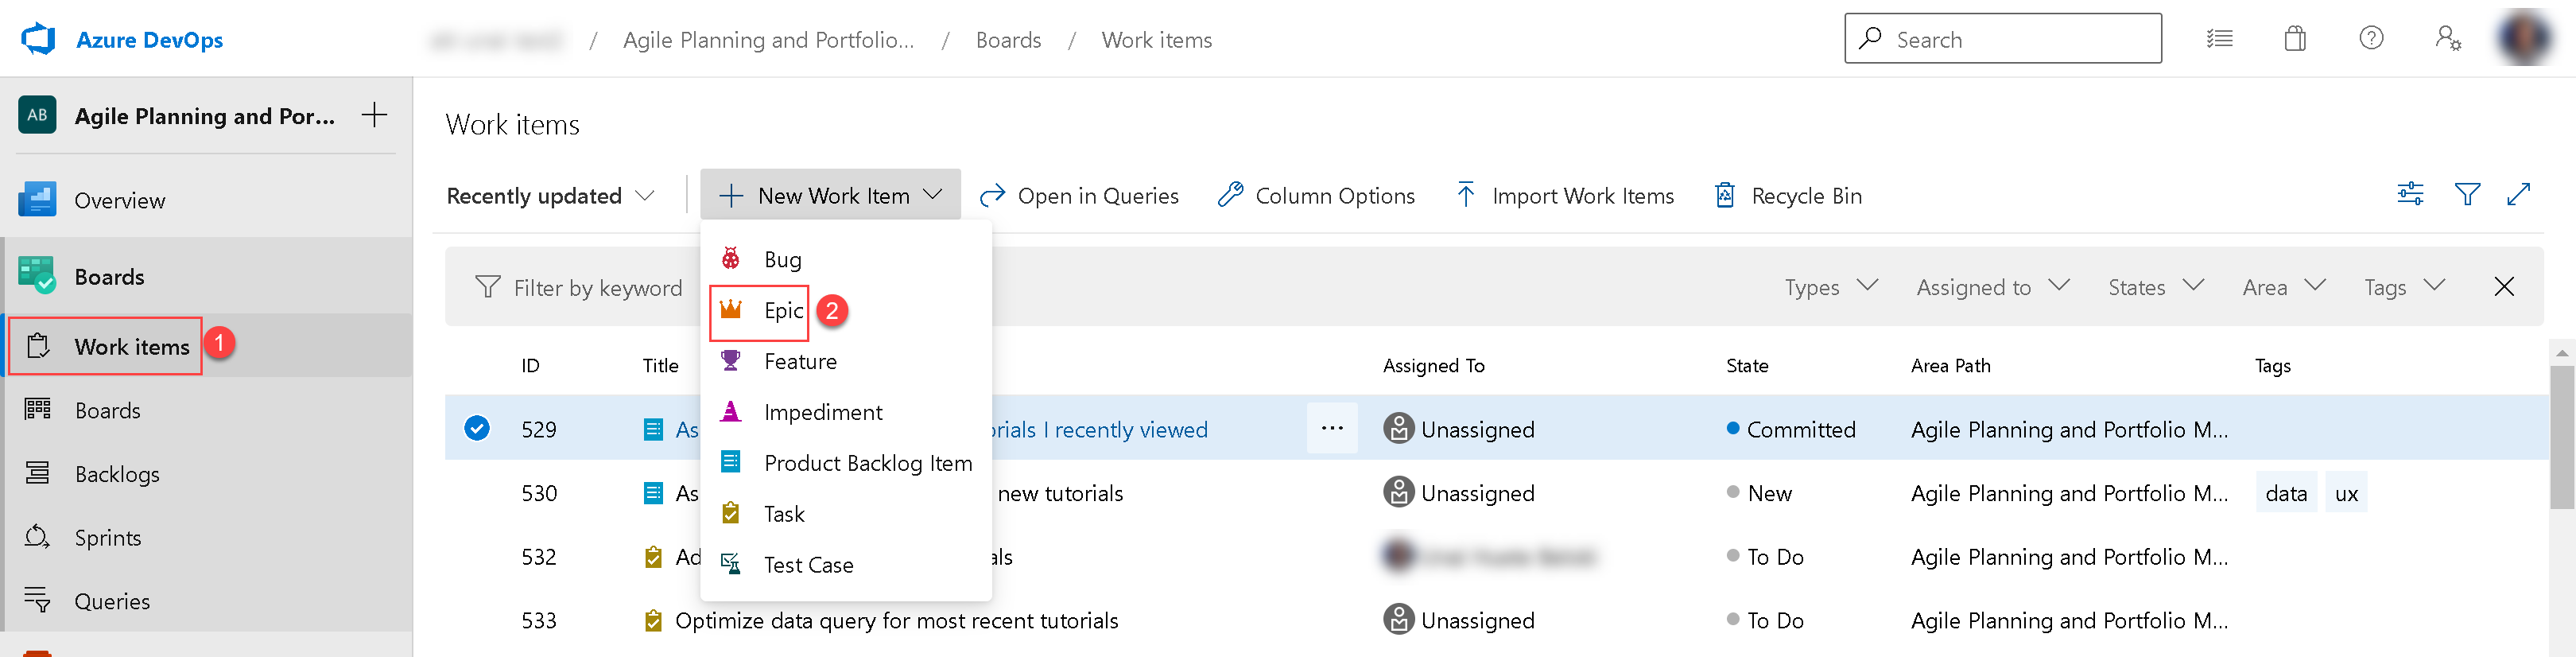 Azure DevOps / Agile Planning and Portfolio... / Boards / Work items Search
AB Agile Planning and Por...
Work items
Overview
Recently updated New Work Item Open in Queries Column Options Import Work Items Recycle Bin
Boards
Filter by keyword Types Assigned to States Area Tags
Work items 1
Boards
Backlogs
Sprints
Queries
Bug
Epic 2
Feature
Impediment
Product Backlog Item
Task
Test Case
ID Title Assigned To State Area Path Tags
529 As rials I recently viewed ... Unassigned Committed Agile Planning and Portfolio M...
530 As new tutorials Unassigned New Agile Planning and Portfolio M... data ux
532 Ad als To Do Agile Planning and Portfolio M...
533 Optimize data query for most recent tutorials Unassigned To Do Agile Planning and Portfolio M...